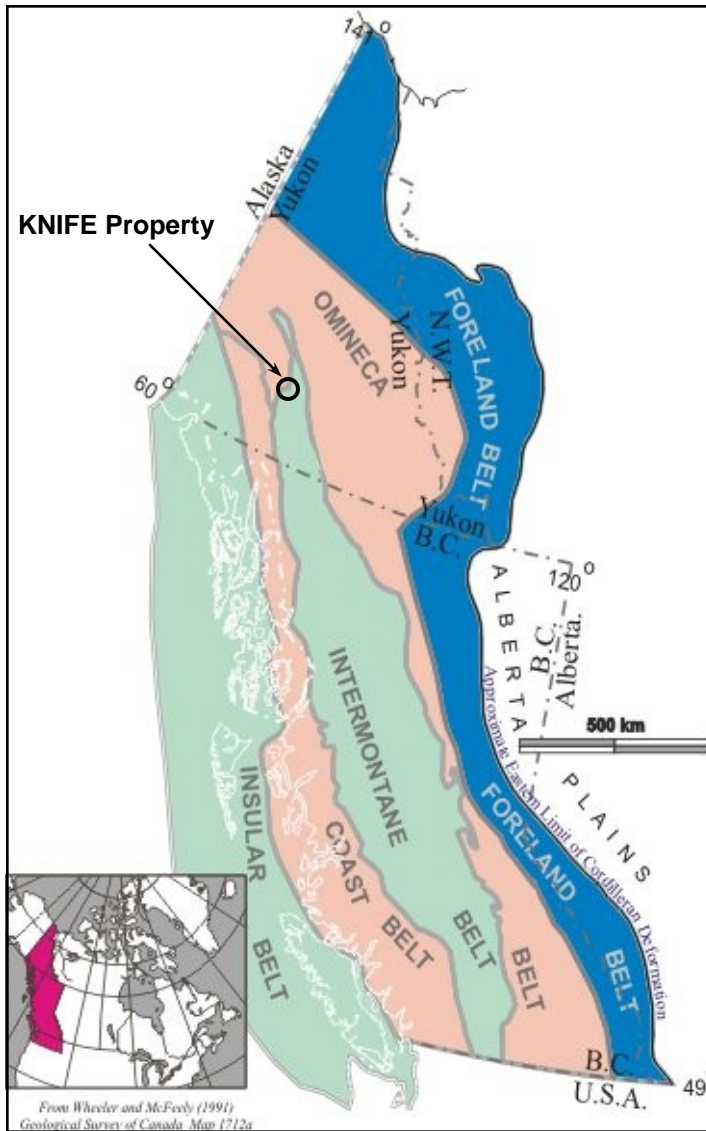 141°
Alaska
Yukon
KNIFE Property
OMINECA
FORELAND BELT
N.W.T.
Yukon
60°
Yukon
B.C.
120°
ALBERTA
B.C.
Alberta.
500 km
PLAINS
Approximate Eastern Limit of Cordilleran Deformation
INTERMONTANE
BELT
INSULAR
BELT
COAST
BELT
BELT
FORELAND
BELT
B.C.
U.S.A.
49
From Wheeler and McFeely (1991)
Geological Survey of Canada Map 1712a